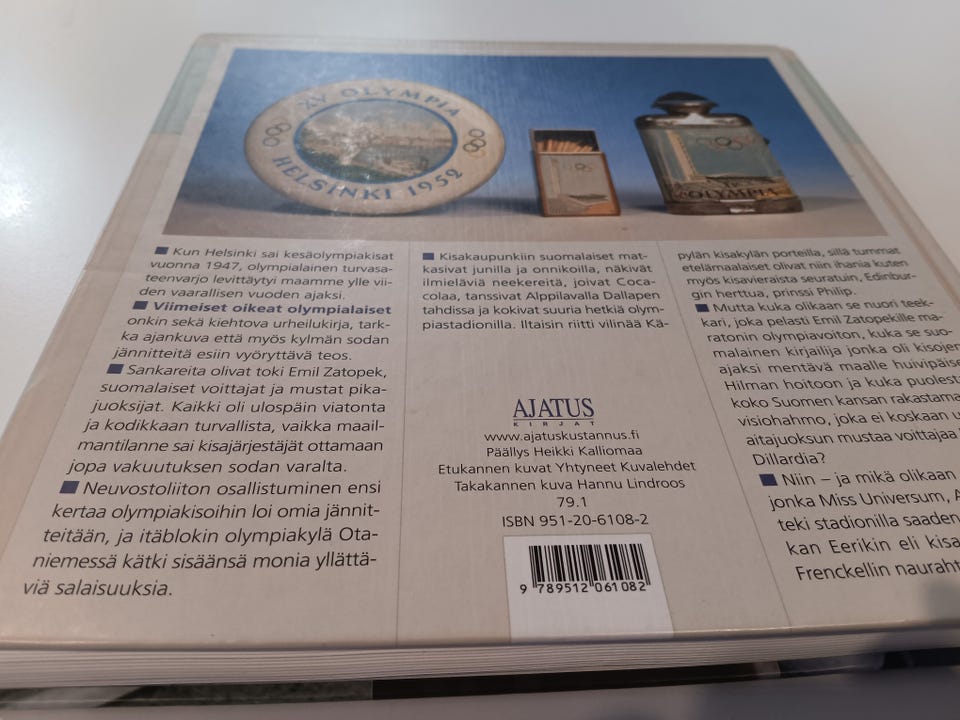 XV OLYMPIA
HELSINKI 1952
XV
OLYMPIA
Kun Helsinki sai kesäolympiakisat
vuonna 1947, olympialainen turvasa-
teenvarjo levittäytyi maamme ylle vii-
den vaarallisen vuoden ajaksi.
Viimeiset oikeat olympialaiset
onkin sekä kiehtova urheilukirja, tark-
ka ajankuva että myös kylmän sodan
jännitteitä esiin vyöryttävä teos.
Sankareita olivat toki Emil Zatopek,
suomalaiset voittajat ja mustat pika-
juoksijat. Kaikki oli ulospäin viatonta
ja kodikkaan turvallista, vaikka maail-
mantilanne sai kisajärjestäjät ottamaan
jopa vakuutuksen sodan varalta.
Neuvostoliiton osallistuminen ensi
kertaa olympiakisoihin loi omia jännit-
teitään, ja itäblokin olympiakylä Ota-
niemessä kätki sisäänsä monia yllättä-
viä salaisuuksia.
Kisakaupunkiin suomalaiset mat-
kasivat junilla ja onnikoilla, näkivät
ilmieläviä neekereitä, joivat Coca-
colaa, tanssivat Alppilavalla Dallapen
tahdissa ja kokivat suuria hetkiä olym-
piastadionilla. Iltaisin riitti vilinää Kä-
pylän kisakylän porteilla, sillä tummat
etelämaalaiset olivat niin ihania kuten
myös kisavieraista seuratuin, Edinbur-
gin herttua, prinssi Philip.
Mutta kuka olikaan se nuori teek-
kari, joka pelasti Emil Zatopekille ma-
ratonin olympiavoiton, kuka se suo-
malainen kirjailija jonka oli kisojen
ajaksi mentävä maalle huivipäise
Hilman hoitoon ja kuka puolest
koko Suomen kansan rakastama
visiohahmo, joka ei koskaan u
aitajuoksun mustaa voittajaa
Dillardia?
Niin – ja mikä olikaan
jonka Miss Universum, A
teki stadionilla saaden
kan Eerikin eli kisa
Frenckellin nauraht
AJATUS
KIRJAT
www.ajatuskustannus.fi
Päällys Heikki Kalliomaa
Etukannen kuvat Yhtyneet Kuvalehdet
Takakannen kuva Hannu Lindroos
79.1
ISBN 951-20-6108-2
9 789512 061082